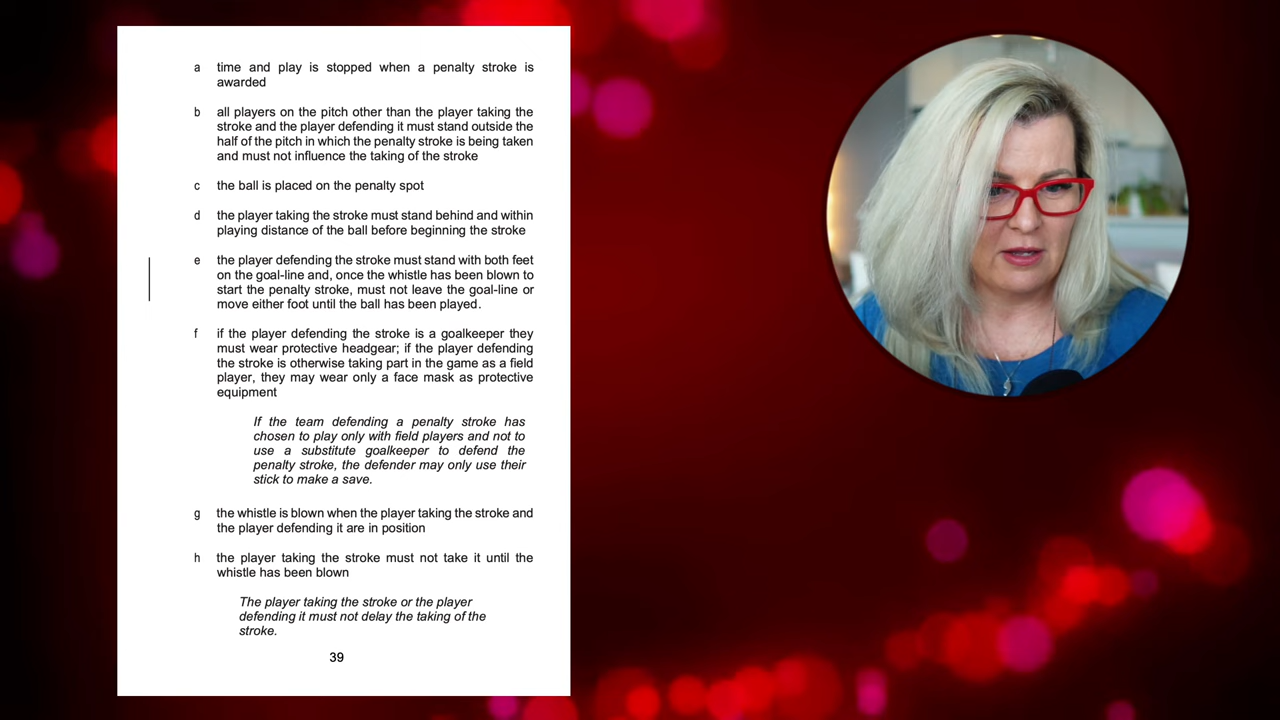 a time and play is stopped when a penalty stroke is
awarded
b all players on the pitch other than the player taking the
stroke and the player defending it must stand outside the
half of the pitch in which the penalty stroke is being taken
and must not influence the taking of the stroke
c the ball is placed on the penalty spot
d the player taking the stroke must stand behind and within
playing distance of the ball before beginning the stroke
e the player defending the stroke must stand with both feet
on the goal-line and, once the whistle has been blown to
start the penalty stroke, must not leave the goal-line or
move either foot until the ball has been played.
f if the player defending the stroke is a goalkeeper they
must wear protective headgear; if the player defending
the stroke is otherwise taking part in the game as a field
player, they may wear only a face mask as protective
equipment
If the team defending a penalty stroke has
chosen to play only with field players and not to
use a substitute goalkeeper to defend the
penalty stroke, the defender may only use their
stick to make a save.
g the whistle is blown when the player taking the stroke and
the player defending it are in position
h the player taking the stroke must not take it until the
whistle has been blown
The player taking the stroke or the player
defending it must not delay the taking of the
stroke.
39